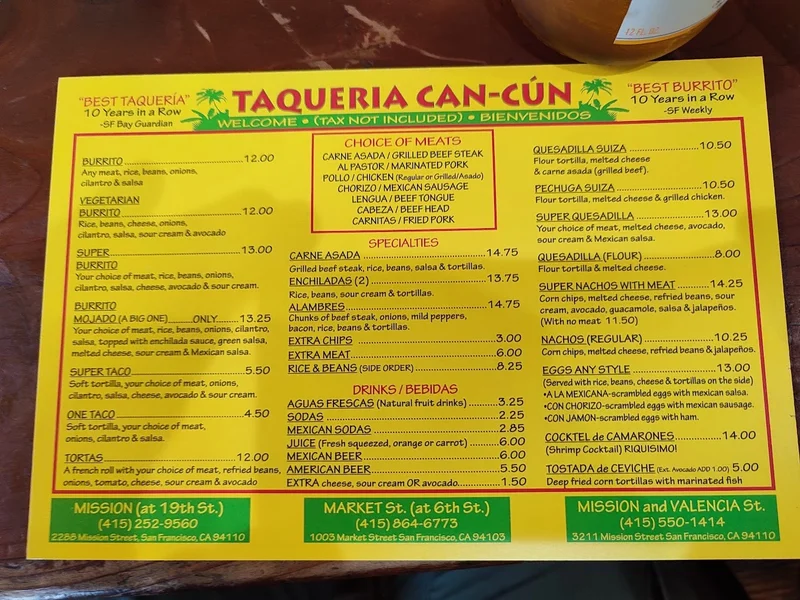 12 FL OZ
"BEST TAQUERÍA"
10 Years in a Row
-SF Bay Guardian
TAQUERIA CAN-CÚN
WELCOME • (TAX NOT INCLUDED) • BIENVENIDOS
"BEST BURRITO"
10 Years in a Row
-SF Weekly
BURRITO 12.00
Any meat, rice, beans, onions,
cilantro & salsa
VEGETARIAN
BURRITO 12.00
Rice, beans, cheese, onions,
cilantro, salsa, sour cream & avocado
SUPER 13.00
BURRITO
Your choice of meat, rice, beans, onions,
cilantro, salsa, cheese, avocado & sour cream.
BURRITO
MOJADO (A BIG ONE) ONLY 13.25
Your choice of meat, rice, beans, onions, cilantro,
salsa, topped with enchilada sauce, green salsa,
melted cheese, sour cream & Mexican salsa.
SUPER TACO 5.50
Soft tortilla, your choice of meat, onions,
cilantro, salsa, cheese, avocado & sour cream.
ONE TACO 4.50
Soft tortilla, your choice of meat,
onions, cilantro & salsa.
TORTAS 12.00
A french roll with your choice of meat, refried beans,
onions, tomato, cheese, sour cream & avocado
CHOICE OF MEATS
CARNE ASADA / GRILLED BEEF STEAK
AL PASTOR / MARINATED PORK
POLLO / CHICKEN (Regular or Grilled/Asado)
CHORIZO / MEXICAN SAUSAGE
LENGUA / BEEF TONGUE
CABEZA / BEEF HEAD
CARNITAS / FRIED PORK
SPECIALTIES
CARNE ASADA 14.75
Grilled beef steak, rice, beans, salsa & tortillas.
ENCHILADAS (2) 13.75
Rice, beans, sour cream & tortillas.
ALAMBRES 14.75
Chunks of beef steak, onions, mild peppers,
bacon, rice, beans & tortillas.
EXTRA CHIPS 3.00
EXTRA MEAT 6.00
RICE & BEANS (SIDE ORDER) 8.25
DRINKS / BEBIDAS
AGUAS FRESCAS (Natural fruit drinks) 3.25
SODAS 2.25
MEXICAN SODAS 2.85
JUICE (Fresh squeezed, orange or carrot) 6.00
MEXICAN BEER 6.00
AMERICAN BEER 5.50
EXTRA cheese, sour cream OR avocado 1.50
QUESADILLA SUIZA 10.50
Flour tortilla, melted cheese
& carne asada (grilled beef).
PECHUGA SUIZA 10.50
Flour tortilla, melted cheese & grilled chicken.
SUPER QUESADILLA 13.00
Your choice of meat, melted cheese, avocado,
sour cream & Mexican salsa.
QUESADILLA (FLOUR) 8.00
Flour tortilla & melted cheese.
SUPER NACHOS WITH MEAT 14.25
Corn chips, melted cheese, refried beans, sour
cream, avocado, guacamole, salsa & jalapeños.
(With no meat 11.50)
NACHOS (REGULAR) 10.25
Corn chips, melted cheese, refried beans & jalapeños.
EGGS ANY STYLE 13.00
(Served with rice, beans, cheese & tortillas on the side)
•A LA MEXICANA-scrambled eggs with mexican salsa.
•CON CHORIZO-scrambled eggs with mexican sausage.
•CON JAMON-scrambled eggs with ham.
COCKTEL de CAMARONES 14.00
(Shrimp Cocktail) RIQUISIMO!
TOSTADA de CEVICHE (Ext. Avocado ADD 1.00) 5.00
Deep fried corn tortillas with marinated fish
MISSION (at 19th St.)
(415) 252-9560
2288 Mission Street, San Francisco, CA 94110
MARKET St. (at 6th St.)
(415) 864-6773
1003 Market Street, San Francisco, CA 94103
MISSION and VALENCIA St.
(415) 550-1414
3211 Mission Street, San Francisco, CA 94110